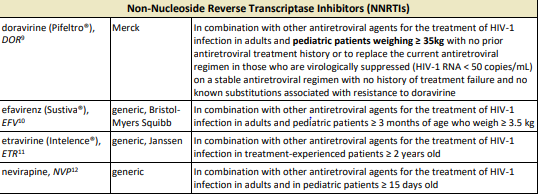 Non-Nucleoside Reverse Transcriptase Inhibitors (NNRTIs)
doravirine (Pifeltro®),
DOR9
Merck
In combination with other antiretroviral agents for the treatment of HIV-1
infection in adults and pediatric patients weighing ≥ 35kg with no prior
antiretroviral treatment history or to replace the current antiretroviral
regimen in those who are virologically suppressed (HIV-1 RNA < 50 copies/mL)
on a stable antiretroviral regimen with no history of treatment failure and no
known substitutions associated with resistance to doravirine
efavirenz (Sustiva®),
EFV10
generic, Bristol-
Myers Squibb
In combination with other antiretroviral agents for the treatment of HIV-1
infection in adults and pediatric patients ≥ 3 months of age who weigh ≥ 3.5 kg
etravirine (Intelence®),
ETR11
generic, Janssen
In combination with other antiretroviral agents for the treatment of HIV-1
infection in treatment-experienced patients ≥ 2 years old
nevirapine, NVP12
generic
In combination with other antiretroviral agents for the treatment of HIV-1
infection in adults and in pediatric patients ≥ 15 days old